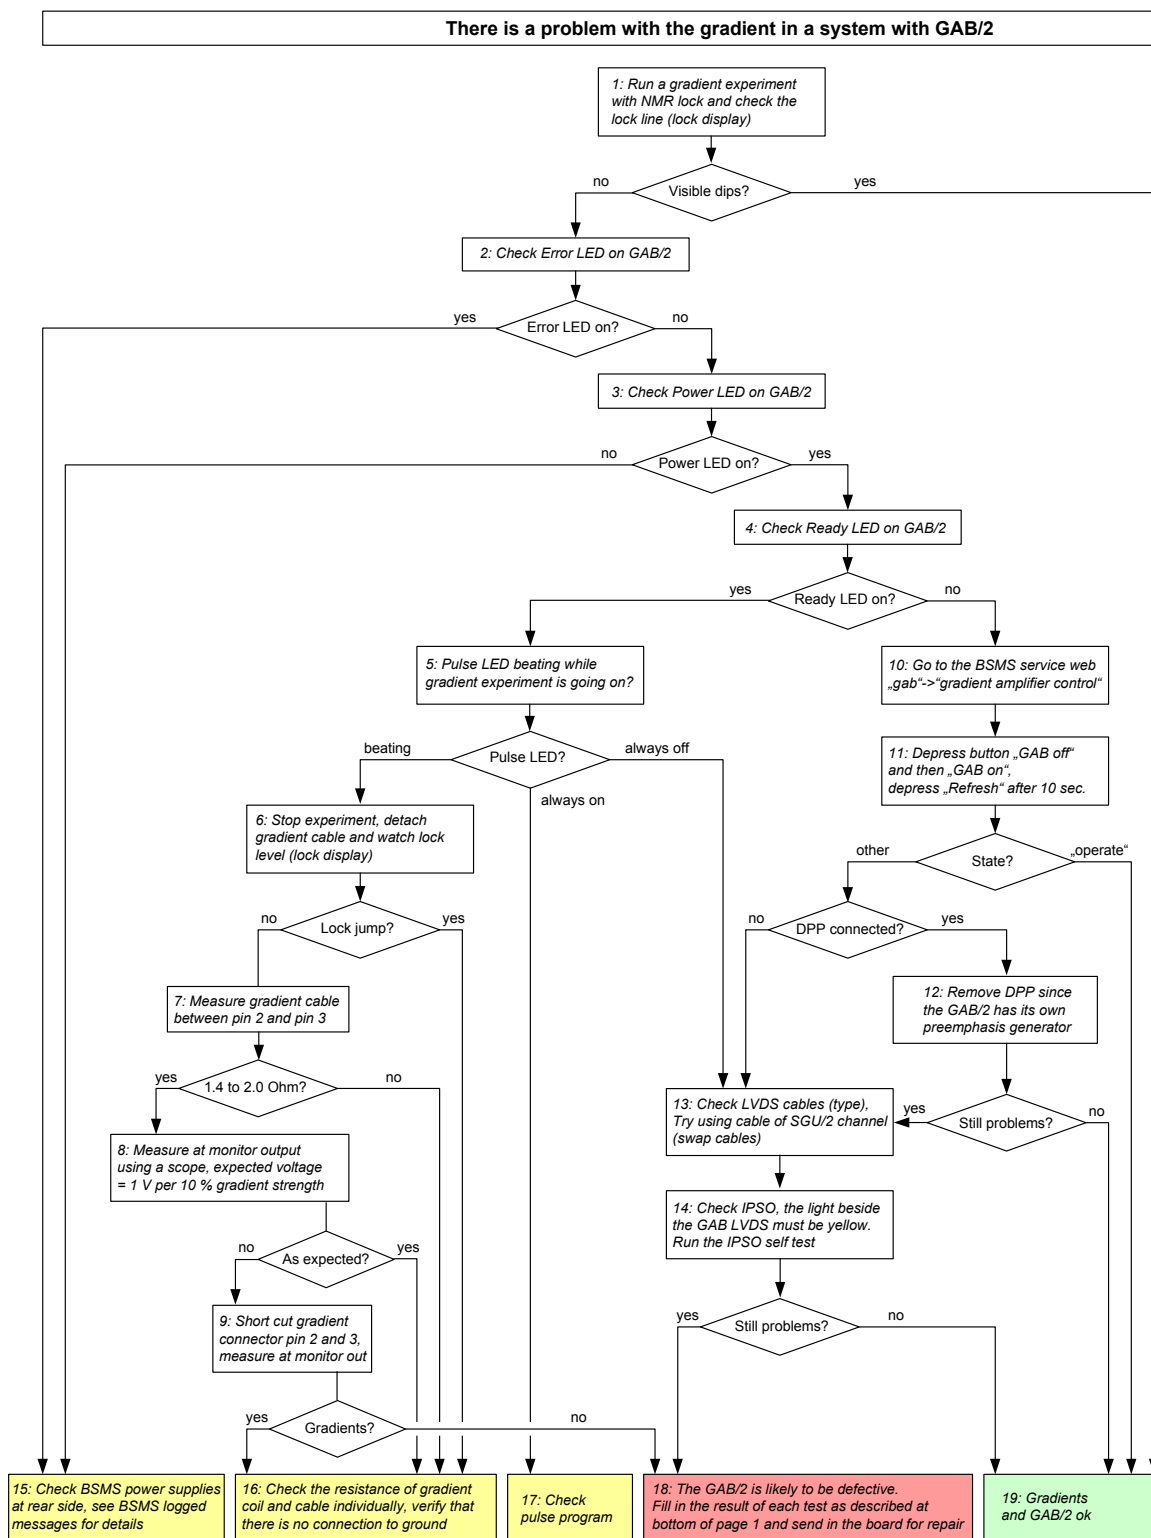 There is a problem with the gradient in a system with GAB/2
1: Run a gradient experiment
with NMR lock and check the
lock line (lock display)
no
Visible dips?
yes
2: Check Error LED on GAB/2
yes
Error LED on?
no
3: Check Power LED on GAB/2
no
Power LED on?
yes
4: Check Ready LED on GAB/2
yes
Ready LED on?
no
5: Pulse LED beating while
gradient experiment is going on?
10: Go to the BSMS service web
„gab“->“gradient amplifier control“
beating
Pulse LED?
always off
always on
11: Depress button „GAB off“
and then „GAB on“,
depress „Refresh“ after 10 sec.
6: Stop experiment, detach
gradient cable and watch lock
level (lock display)
other
State?
„operate“
no
Lock jump?
yes
no
DPP connected?
yes
7: Measure gradient cable
between pin 2 and pin 3
12: Remove DPP since
the GAB/2 has its own
preemphasis generator
yes
1.4 to 2.0 Ohm?
no
13: Check LVDS cables (type),
Try using cable of SGU/2 channel
(swap cables)
yes
Still problems?
no
8: Measure at monitor output
using a scope, expected voltage
= 1 V per 10 % gradient strength
14: Check IPSO, the light beside
the GAB LVDS must be yellow.
Run the IPSO self test
no
As expected?
yes
9: Short cut gradient
connector pin 2 and 3,
measure at monitor out
yes
Still problems?
no
yes
Gradients?
no
15: Check BSMS power supplies
at rear side, see BSMS logged
messages for details
16: Check the resistance of gradient
coil and cable individually, verify that
there is no connection to ground
17: Check
pulse program
18: The GAB/2 is likely to be defective.
Fill in the result of each test as described at
bottom of page 1 and send in the board for repair
19: Gradients
and GAB/2 ok